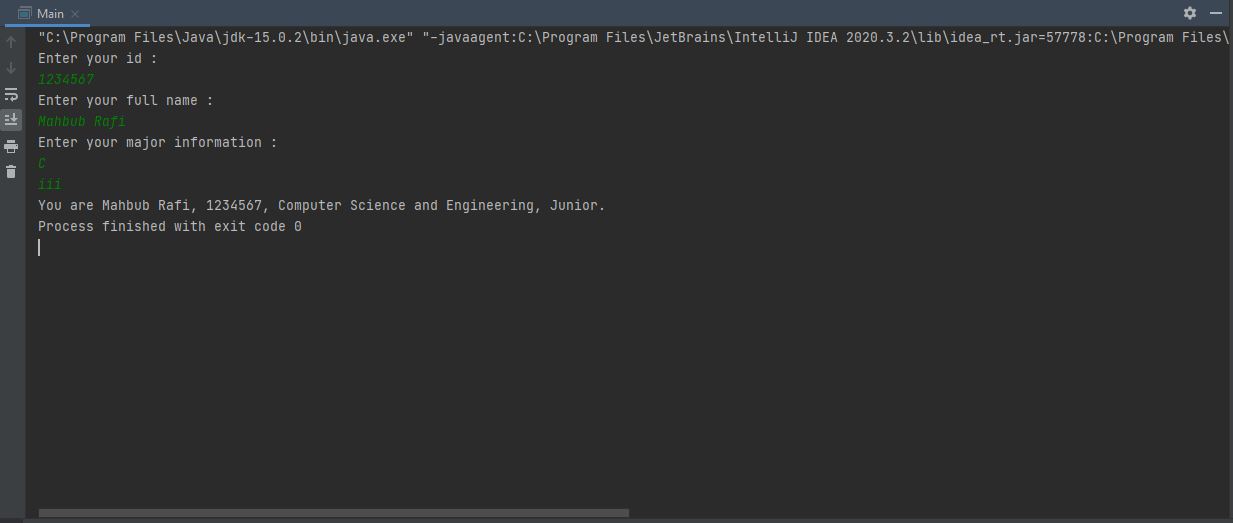 Main
"C:\Program Files\Java\jdk-15.0.2\bin\java.exe" "-javaagent:C:\Program Files\JetBrains\IntelliJ IDEA 2020.3.2\lib\idea_rt.jar=57778:C:\Program Files\
Enter your id :
1234567
Enter your full name :
Mahbub Rafi
Enter your major information :
C
iii
You are Mahbub Rafi, 1234567, Computer Science and Engineering, Junior.
Process finished with exit code 0